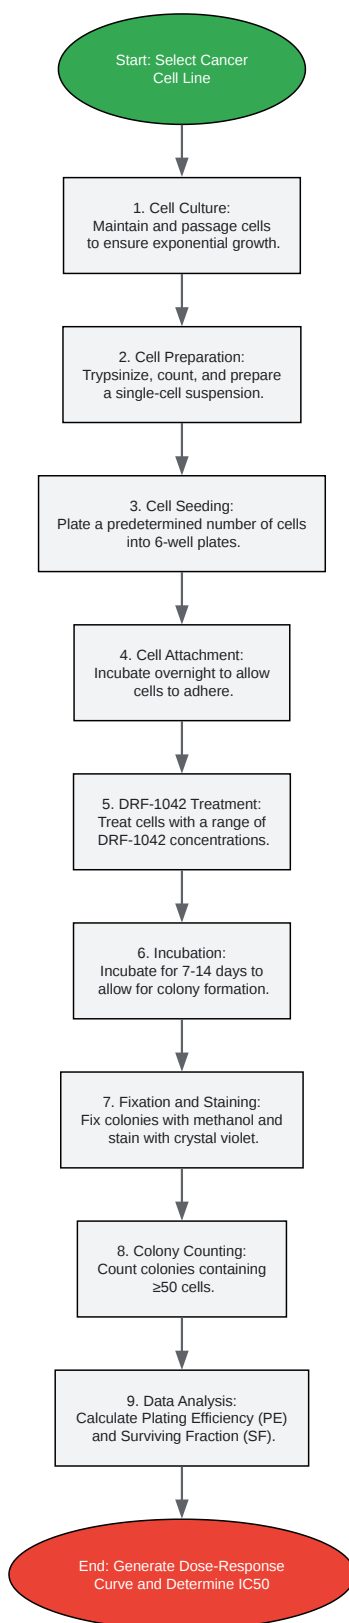 Start: Select Cancer
Cell Line
1. Cell Culture:
Maintain and passage cells
to ensure exponential growth.
2. Cell Preparation:
Trypsinize, count, and prepare
a single-cell suspension.
3. Cell Seeding:
Plate a predetermined number of cells
into 6-well plates.
4. Cell Attachment:
Incubate overnight to allow
cells to adhere.
5. DRF-1042 Treatment:
Treat cells with a range of
DRF-1042 concentrations.
6. Incubation:
Incubate for 7-14 days to
allow for colony formation.
7. Fixation and Staining:
Fix colonies with methanol and
stain with crystal violet.
8. Colony Counting:
Count colonies containing
≥50 cells.
9. Data Analysis:
Calculate Plating Efficiency (PE)
and Surviving Fraction (SF).
End: Generate Dose-Response
Curve and Determine IC50